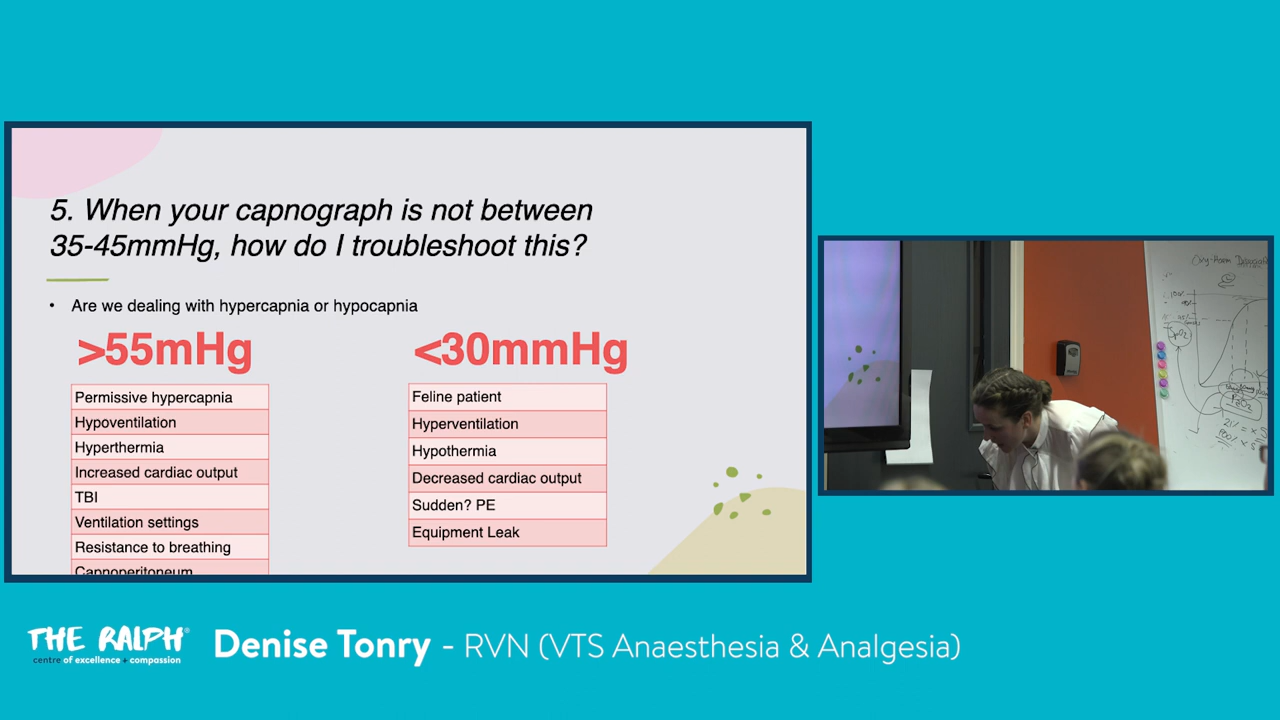 5. When your capnograph is not between
35-45mmHg, how do I troubleshoot this?
• Are we dealing with hypercapnia or hypocapnia
>55mHg
Permissive hypercapnia
Hypoventilation
Hyperthermia
Increased cardiac output
TBI
Ventilation settings
Resistance to breathing
Capnoperitoneum
<30mmHg
Feline patient
Hyperventilation
Hypothermia
Decreased cardiac output
Sudden? PE
Equipment Leak
SpO2
PaO2
THE RALPH®
centre of excellence + compassion
Denise Tonry - RVN (VTS Anaesthesia & Analgesia)